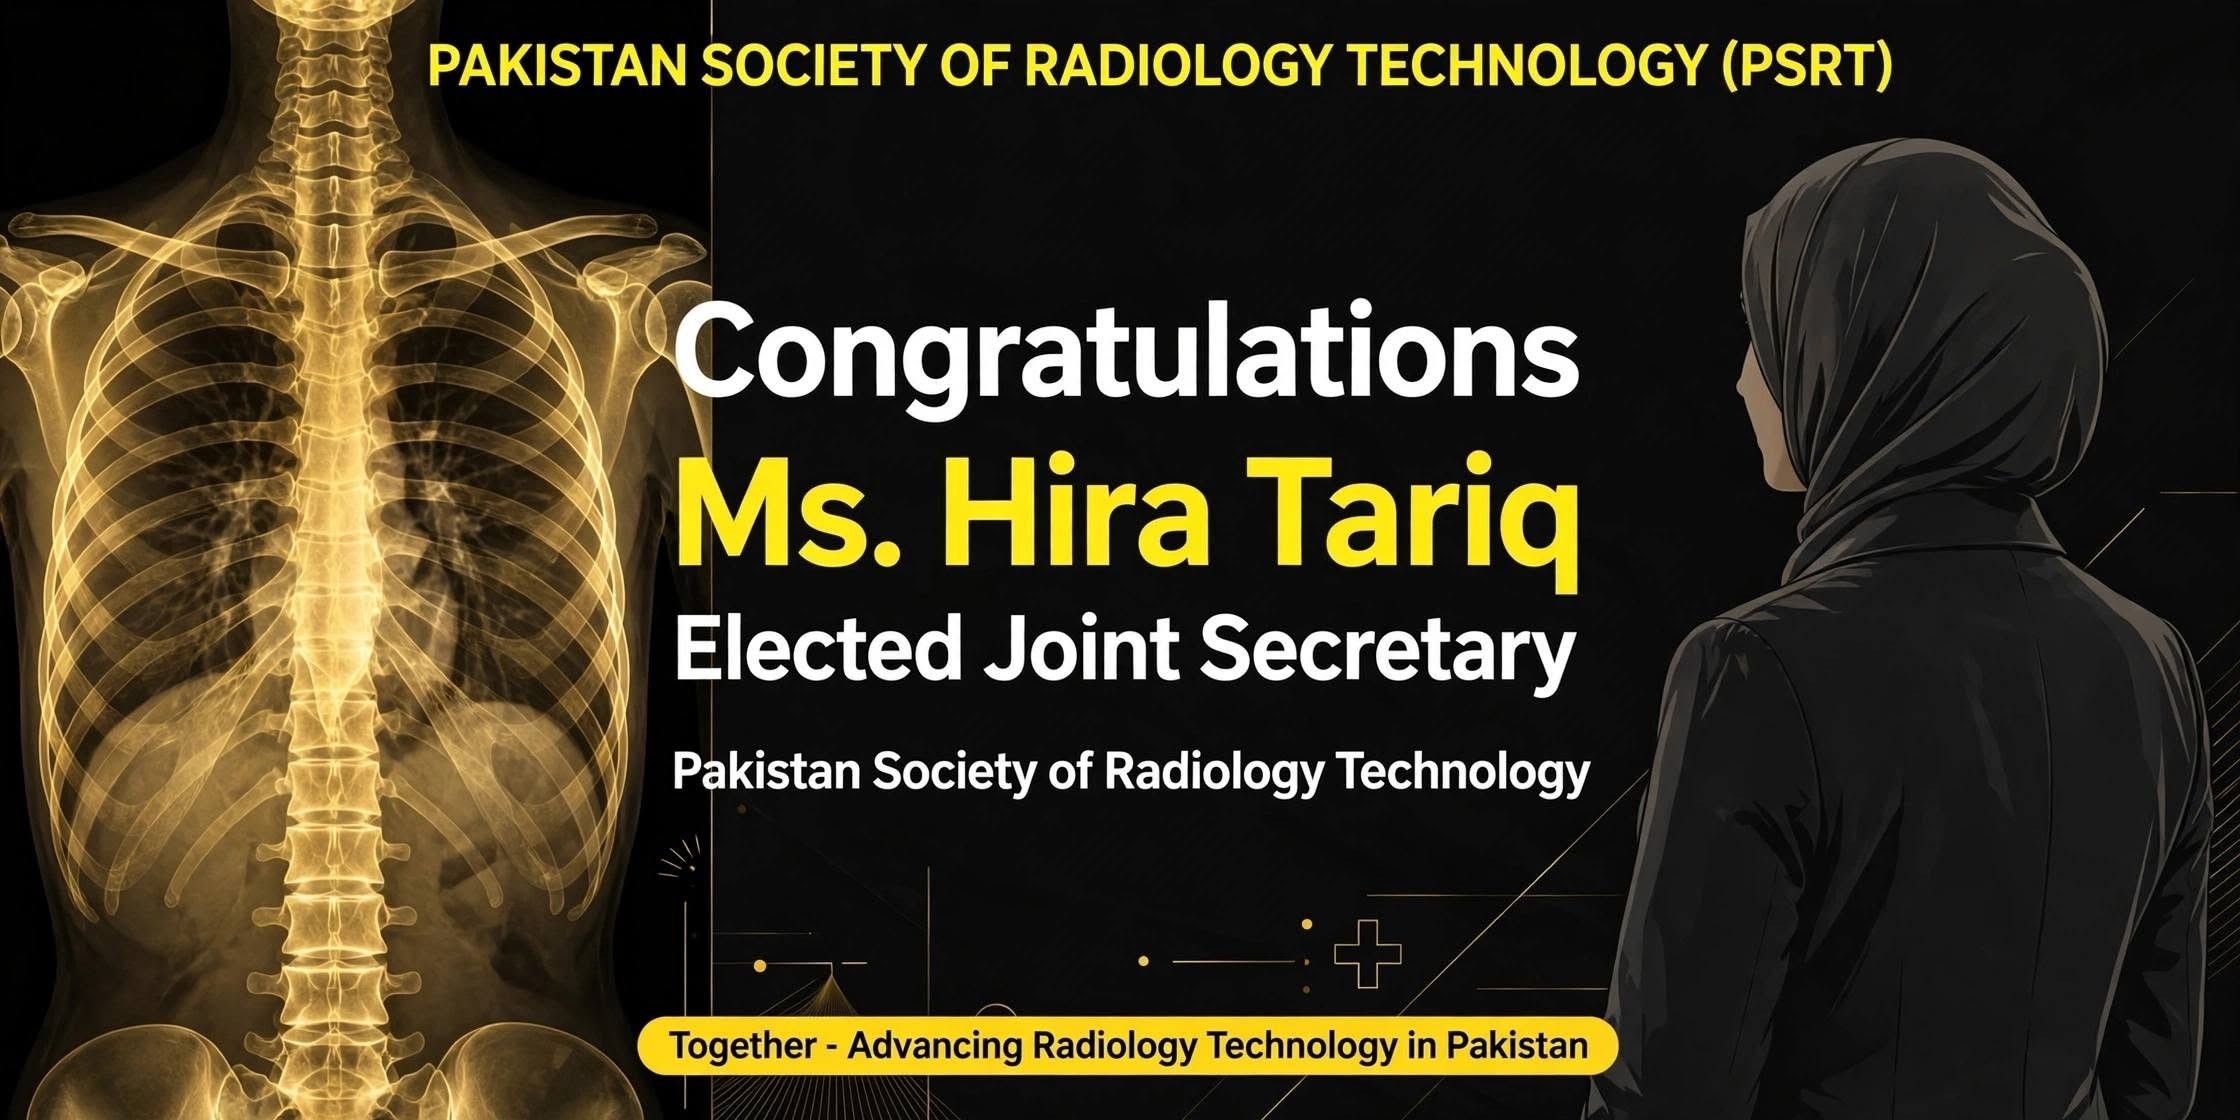 PAKISTAN SOCIETY OF RADIOLOGY TECHNOLOGY (PSRT)
Congratulations
Ms. Hira Tariq
Elected Joint Secretary
Pakistan Society of Radiology Technology
Together - Advancing Radiology Technology in Pakistan